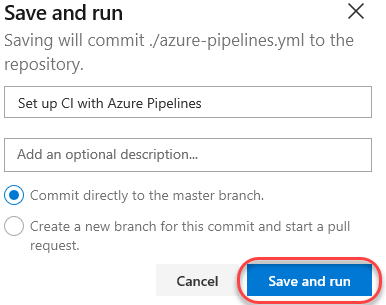 Save and run
Saving will commit ./azure-pipelines.yml to the
repository.
Set up CI with Azure Pipelines
Add an optional description...
Commit directly to the master branch.
Create a new branch for this commit and start a pull
request.
Cancel
Save and run